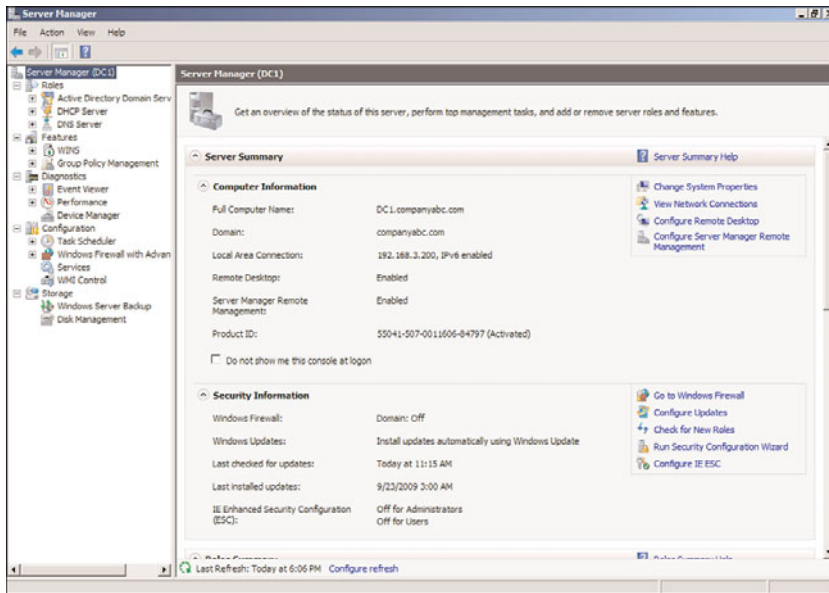 Server Manager
File Action View Help
Server Manager (DC1)
Roles
Active Directory Domain Serv
DHCP Server
DNS Server
Features
WINS
Group Policy Management
Diagnostics
Event Viewer
Performance
Device Manager
Configuration
Task Scheduler
Windows Firewall with Advan
Services
WMI Control
Storage
Windows Server Backup
Disk Management
Server Manager (DC1)
Get an overview of the status of this server, perform top management tasks, and add or remove server roles and features.
Server Summary
Server Summary Help
Computer Information
Full Computer Name: DC1.companyabc.com
Domain: companyabc.com
Local Area Connection: 192.168.3.200, IPv6 enabled
Remote Desktop: Enabled
Server Manager Remote Enabled
Management:
Product ID: 55041-507-0011606-84797 (Activated)
Do not show me this console at logon
Change System Properties
View Network Connections
Configure Remote Desktop
Configure Server Manager Remote
Management
Security Information
Windows Firewall: Domain: Off
Windows Updates: Install updates automatically using Windows Update
Last checked for updates: Today at 11:15 AM
Last installed updates: 9/23/2009 3:00 AM
IE Enhanced Security Configuration Off for Administrators
(ESC): Off for Users
Go to Windows Firewall
Configure Updates
Check for New Roles
Run Security Configuration Wizard
Configure IE ESC
Roles Summary
Roles Summary Help
Last Refresh: Today at 6:06 PM Configure refresh